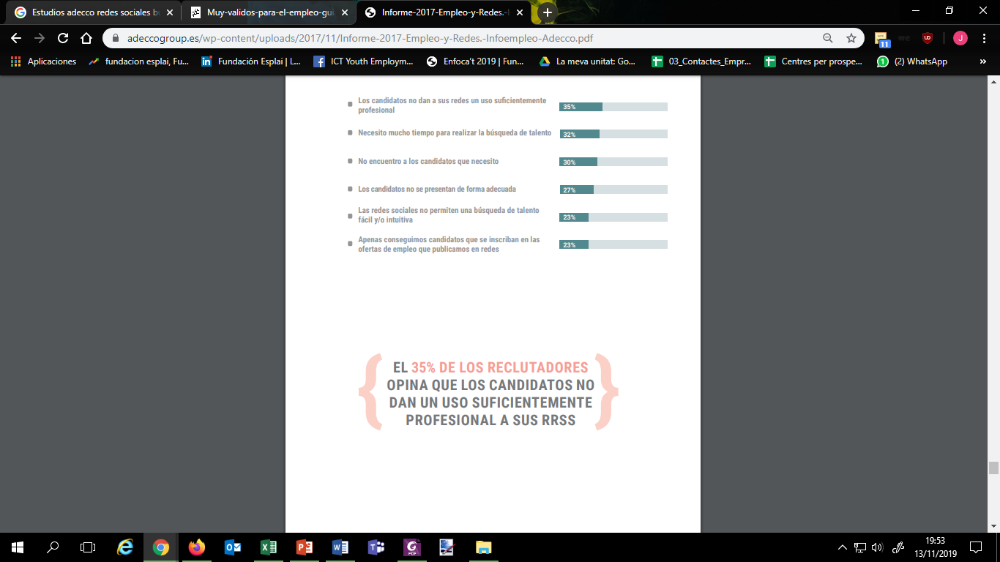 Estudios adecco redes sociales b
Muy-validos-para-el-empleo-gui
Informe-2017-Empleo-y-Redes.-I
adeccogroup.es/wp-content/uploads/2017/11/Informe-2017-Empleo-y-Redes.-Infoempleo-Adecco.pdf
11
J
Aplicaciones
fundacion esplai, Fu...
Fundación Esplai | L...
ICT Youth Employm...
Enfoca't 2019 | Fun...
La meva unitat: Go...
03_Contactes_Empr...
Centres per prospe...
(2) WhatsApp
»
Los candidatos no dan a sus redes un uso suficientemente
profesional
35%
Necesito mucho tiempo para realizar la búsqueda de talento
32%
No encuentro a los candidatos que necesito
30%
Los candidatos no se presentan de forma adecuada
27%
Las redes sociales no permiten una búsqueda de talento
fácil y/o intuitiva
23%
Apenas conseguimos candidatos que se inscriban en las
ofertas de empleo que publicamos en redes
23%
EL 35% DE LOS RECLUTADORES
OPINA QUE LOS CANDIDATOS NO
DAN UN USO SUFICIENTEMENTE
PROFESIONAL A SUS RRSS
19:53
13/11/2019